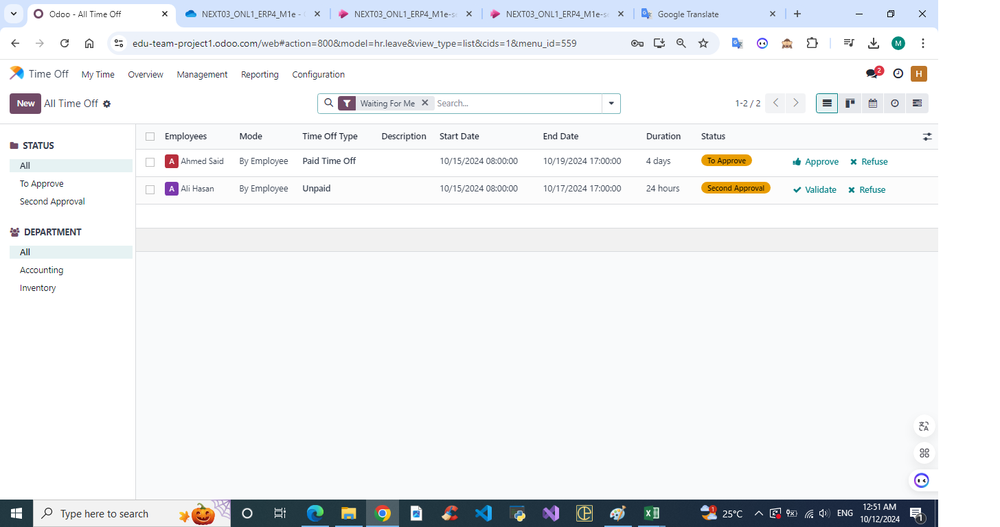 Odoo - All Time Off
NEXT03_ONL1_ERP4_M1e -
NEXT03_ONL1_ERP4_M1e-se
NEXT03_ONL1_ERP4_M1e-se
Google Translate
edu-team-project1.odoo.com/web#action=800&model=hr.leave&view_type=list&cids=1&menu_id=559
M
Time Off My Time Overview Management Reporting Configuration 2 H
New All Time Off Waiting For Me Search... 1-2 / 2
STATUS
All
To Approve
Second Approval
DEPARTMENT
All
Accounting
Inventory
Employees Mode Time Off Type Description Start Date End Date Duration Status
A Ahmed Said By Employee Paid Time Off 10/15/2024 08:00:00 10/19/2024 17:00:00 4 days To Approve Approve Refuse
A Ali Hasan By Employee Unpaid 10/15/2024 08:00:00 10/17/2024 17:00:00 24 hours Second Approval Validate Refuse
Type here to search
1
25°C
ENG
12:51 AM
10/12/2024
1